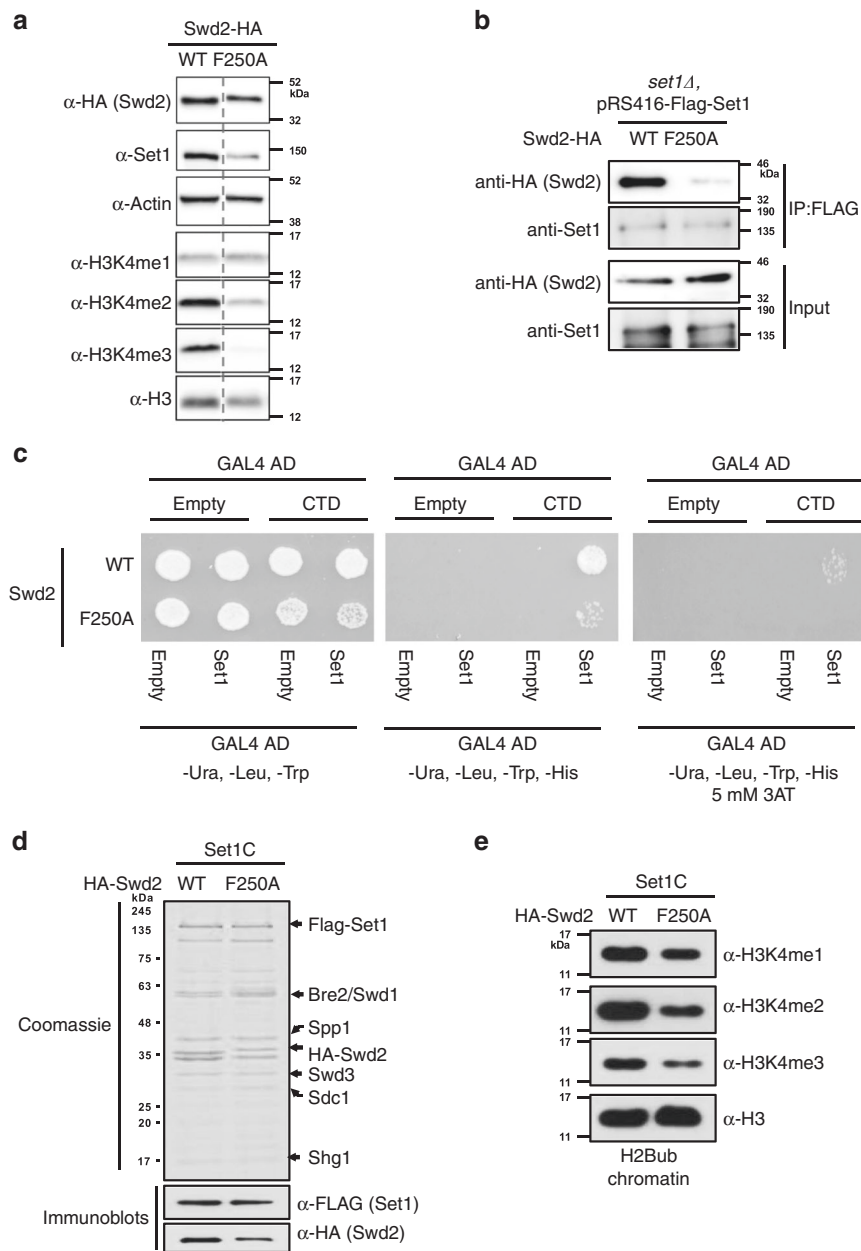 a
Swd2-HA
WT F250A
α-HA (Swd2)
52
kDa
32
α-Set1
150
α-Actin
52
38
α-H3K4me1
17
12
α-H3K4me2
17
12
α-H3K4me3
17
12
α-H3
17
12
b
set1Δ,
pRS416-Flag-Set1
Swd2-HA WT F250A
anti-HA (Swd2)
46
kDa
32
anti-Set1
190
135
IP:FLAG
anti-HA (Swd2)
46
32
anti-Set1
190
135
Input
c
GAL4 AD GAL4 AD GAL4 AD
Empty CTD Empty CTD Empty CTD
Swd2
WT
F250A
Empty Set1 Empty Set1 Empty Set1 Empty Set1 Empty Set1 Empty Set1
GAL4 AD GAL4 AD GAL4 AD
-Ura, -Leu, -Trp -Ura, -Leu, -Trp, -His -Ura, -Leu, -Trp, -His
5 mM 3AT
d
Set1C
HA-Swd2 WT F250A
kDa
245
135
75
63
48
35
25
20
17
Coomassie
Flag-Set1
Bre2/Swd1
Spp1
HA-Swd2
Swd3
Sdc1
Shg1
Immunoblots
α-FLAG (Set1)
α-HA (Swd2)
e
Set1C
HA-Swd2 WT F250A
17
kDa
11
α-H3K4me1
17
11
α-H3K4me2
17
11
α-H3K4me3
17
11
α-H3
H2Bub
chromatin